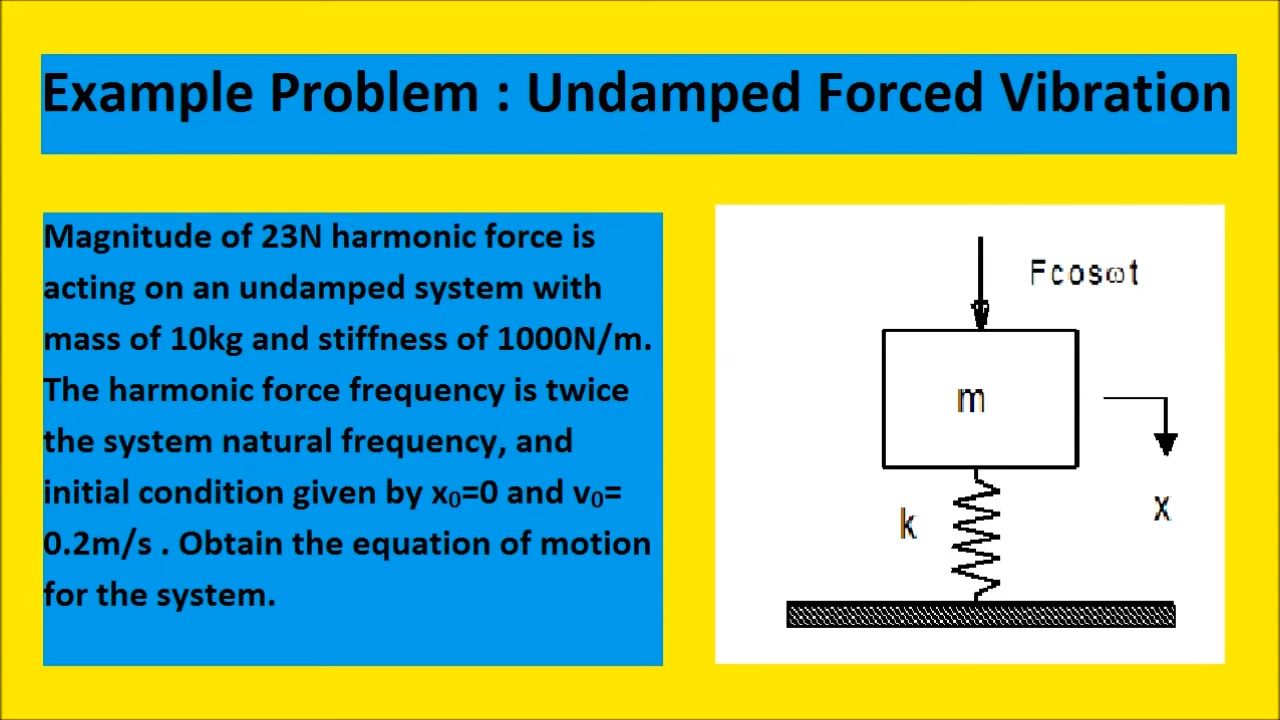 Example Problem : Undamped Forced Vibration
Magnitude of 23N harmonic force is
acting on an undamped system with
mass of 10kg and stiffness of 1000N/m.
The harmonic force frequency is twice
the system natural frequency, and
initial condition given by x₀=0 and v₀=
0.2m/s . Obtain the equation of motion
for the system.
Fcosωt
m
k
x